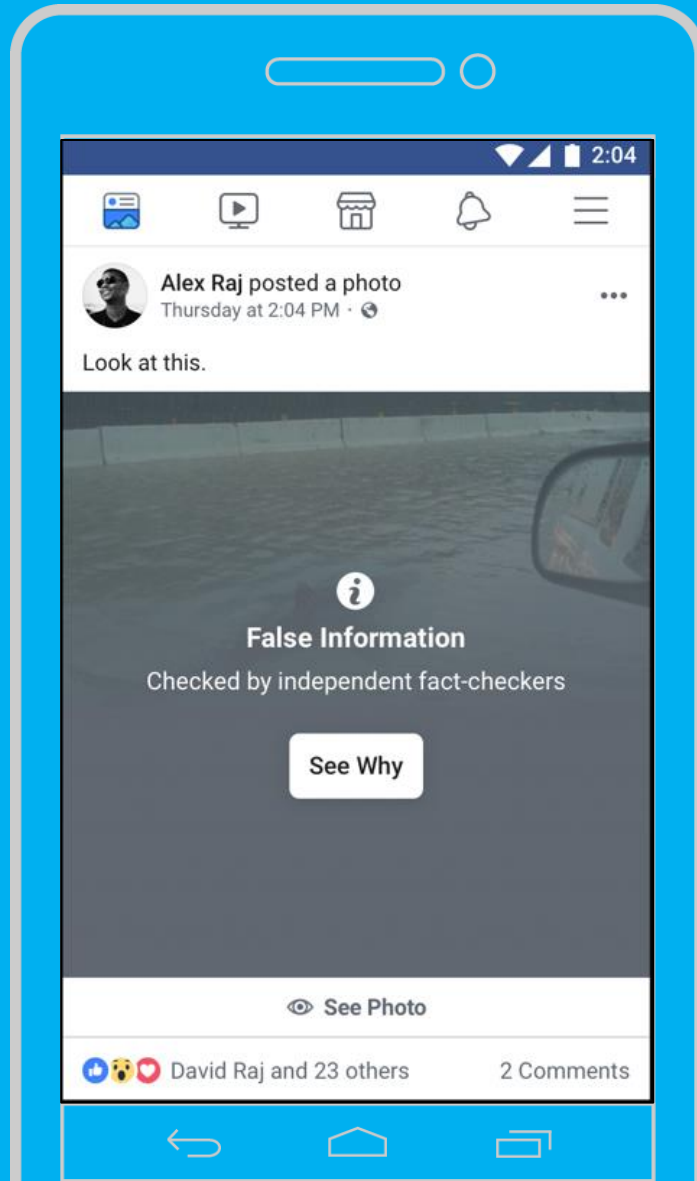 2:04
Alex Raj posted a photo
Thursday at 2:04 PM ·
Look at this.
False Information
Checked by independent fact-checkers
See Why
See Photo
David Raj and 23 others 2 Comments